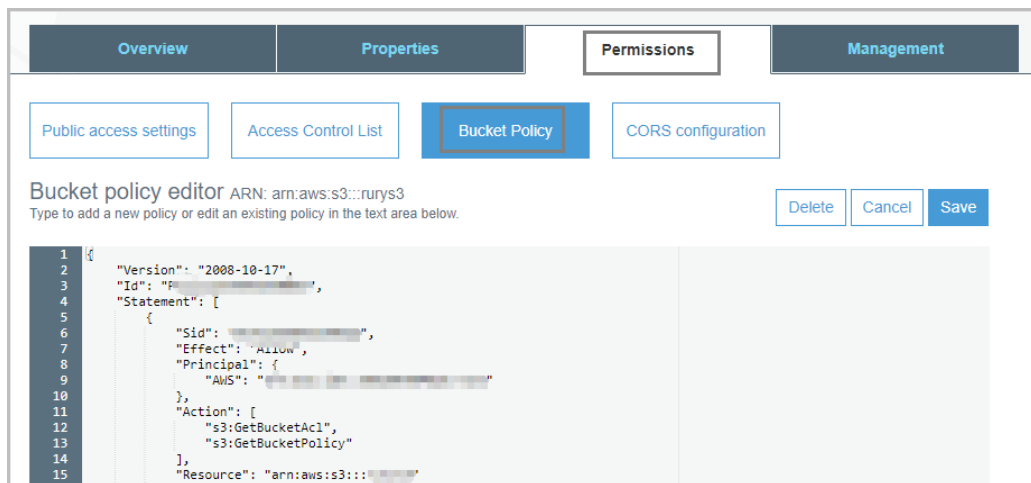 Overview Properties Permissions Management
Public access settings Access Control List Bucket Policy CORS configuration
Bucket policy editor ARN: arn:aws:s3:::rurys3
Type to add a new policy or edit an existing policy in the text area below.
Delete Cancel Save
1 {
2 "Version": "2008-10-17",
3 "Id": "P ",
4 "Statement": [
5 {
6 "Sid": " ",
7 "Effect": "Allow",
8 "Principal": {
9 "AWS": " "
10 },
11 "Action": [
12 "s3:GetBucketAcl",
13 "s3:GetBucketPolicy"
14 ],
15 "Resource": "arn:aws:s3::: "